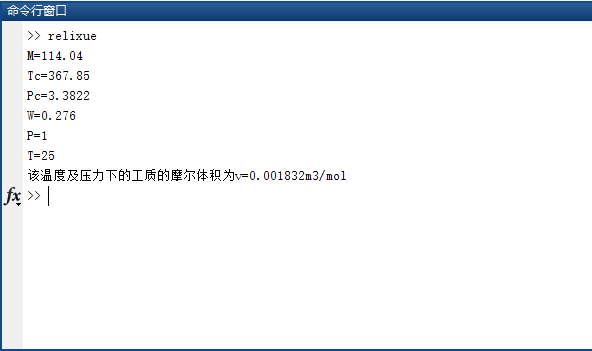 命令行窗口
>> relixue
M=114.04
Tc=367.85
Pc=3.3822
W=0.276
P=1
T=25
该温度及压力下的工质的摩尔体积为v=0.001832m3/mol
fx >>